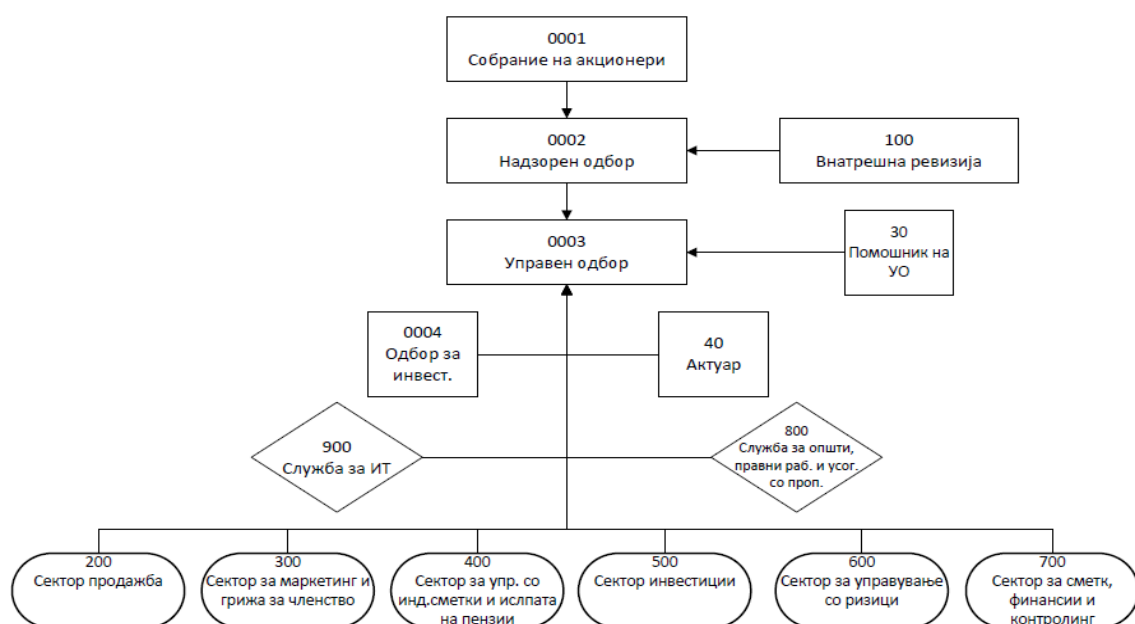 0001
Собрание на акционери
0002
Надзорен одбор
100
Внатрешна ревизија
0003
Управен одбор
30
Помошник на
УО
0004
Одбор за
инвест.
40
Актуар
900
Служба за ИТ
800
Служба за општи,
правни раб. и усог.
со проп.
200
Сектор продажба
300
Сектор за маркетинг и
грижа за членство
400
Сектор за упр. со
инд.сметки и ислпата
на пензии
500
Сектор инвестиции
600
Сектор за управување
со ризици
700
Сектор за сметк,
финансии и
контролинг